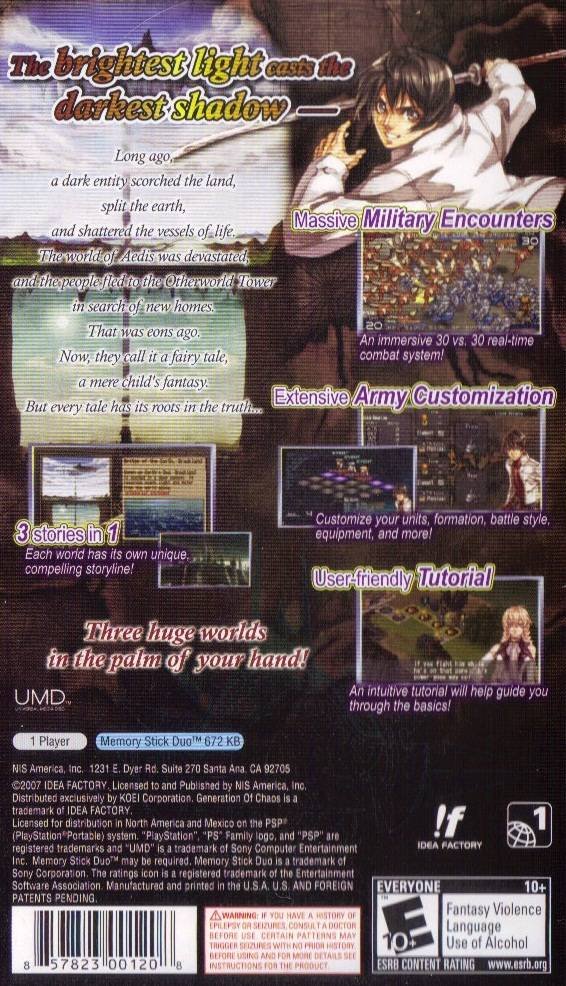 The brightest light casts the
darkest shadow —
Long ago,
a dark entity scorched the land,
split the earth,
and shattered the vessels of life.
The world of Aedis was devastated,
and the people fled to the Otherworld Tower
in search of new homes.
That was eons ago.
Now, they call it a fairy tale,
a mere child's fantasy.
But every tale has its roots in the truth...
Massive Military Encounters
30
20
An immersive 30 vs. 30 real-time
combat system!
Extensive Army Customization
Customize your units, formation, battle style,
equipment, and more!
3 stories in 1
Each world has its own unique,
compelling storyline!
User-friendly Tutorial
If you fight him while
he's on that
An intuitive tutorial will help guide you
through the basics!
Three huge worlds
in the palm of your hand!
UMD™
UNIVERSAL MEDIA DISC
1 Player
Memory Stick Duo™ 672 KB
NIS America, Inc. 1231 E. Dyer Rd. Suite 270 Santa Ana, CA 92705
©2007 IDEA FACTORY. Licensed to and Published by NIS America, Inc.
Distributed exclusively by KOEI Corporation. Generation Of Chaos is a
trademark of IDEA FACTORY.
Licensed for distribution in North America and Mexico on the PSP®
(PlayStation®Portable) system. "PlayStation", "PS" Family logo, and "PSP" are
registered trademarks and "UMD" is a trademark of Sony Computer Entertainment
Inc. Memory Stick Duo™ may be required. Memory Stick Duo is a trademark of
Sony Corporation. The ratings icon is a registered trademark of the Entertainment
Software Association. Manufactured and printed in the U.S.A. U.S. AND FOREIGN
PATENTS PENDING.
!f
IDEA FACTORY
1
8 57823 00120 8
WARNING: IF YOU HAVE A HISTORY OF
EPILEPSY OR SEIZURES, CONSULT A DOCTOR
BEFORE USE. CERTAIN PATTERNS MAY
TRIGGER SEIZURES WITH NO PRIOR HISTORY.
BEFORE USING AND FOR MORE DETAILS SEE
INSTRUCTIONS FOR THE PRODUCT.
EVERYONE 10+
E
10+
Fantasy Violence
Language
Use of Alcohol
ESRB CONTENT RATING www.esrb.org